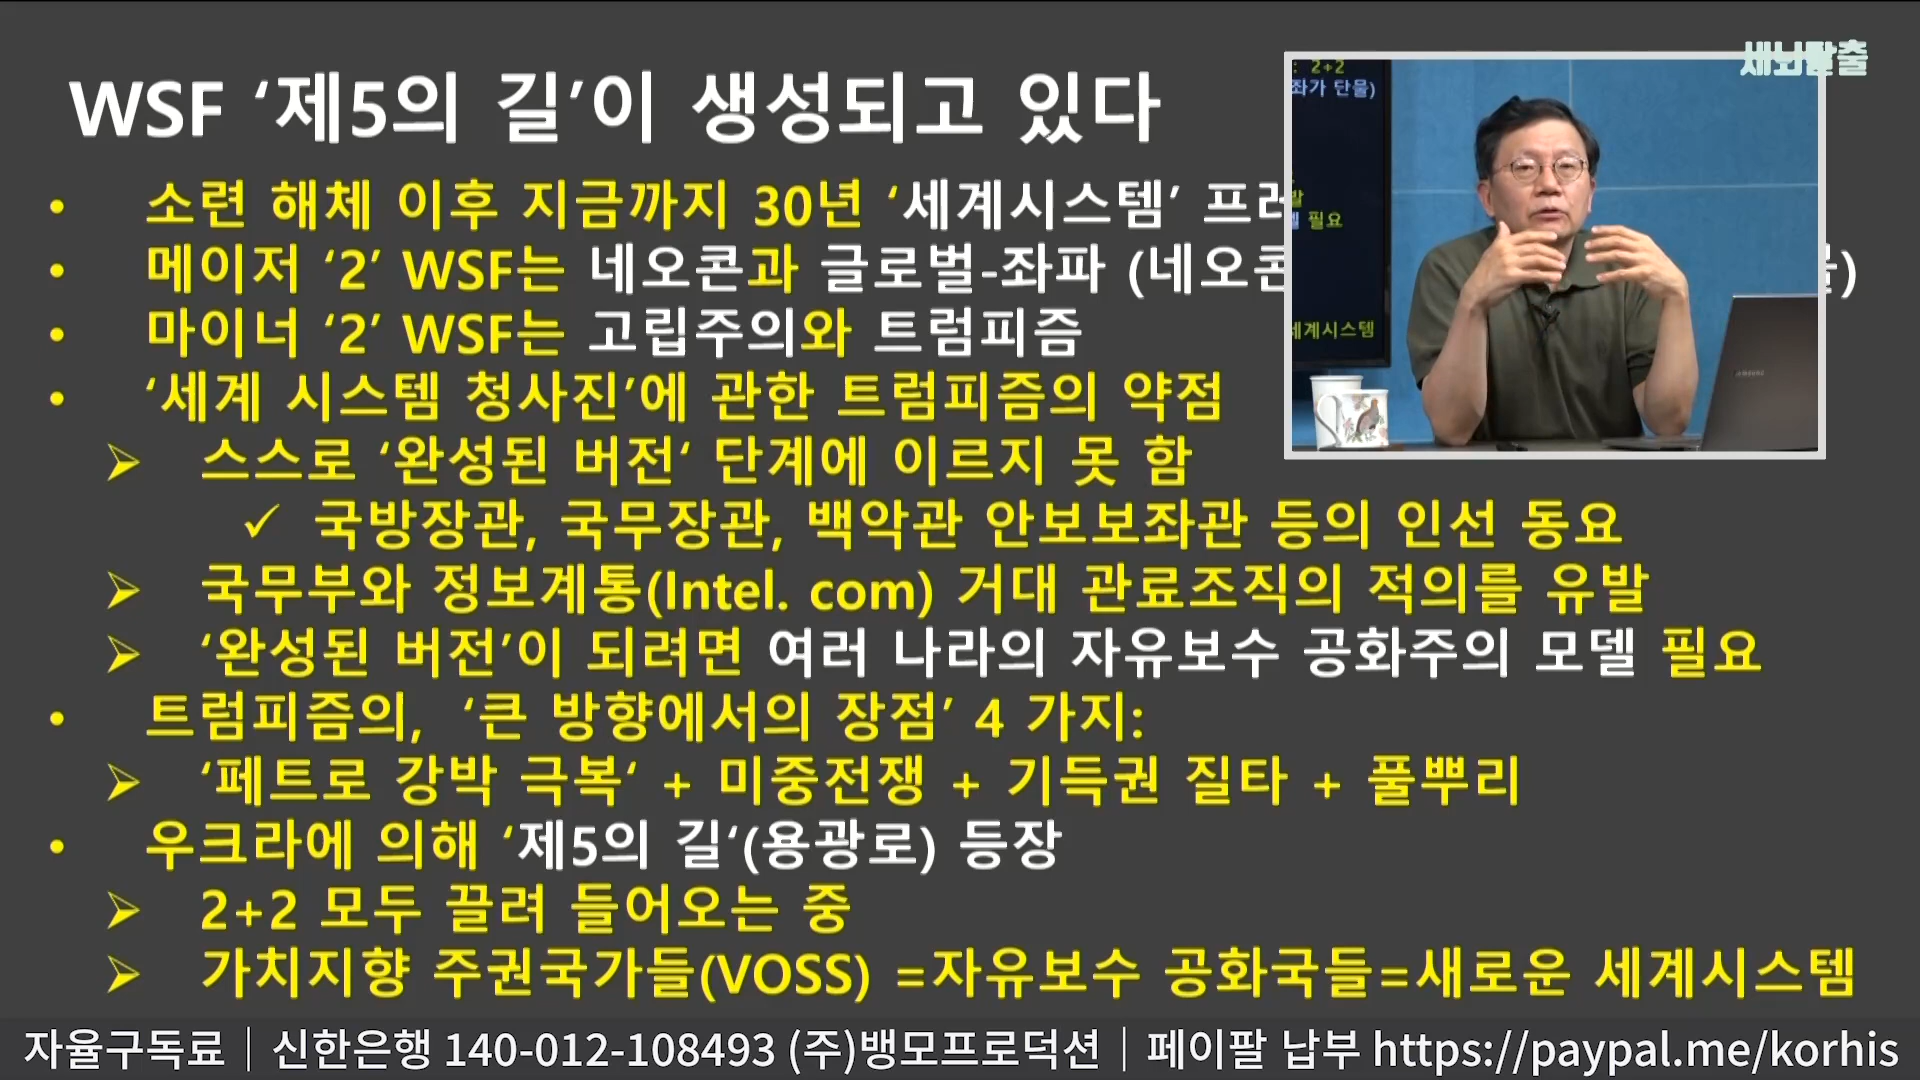 세뇌탈출
WSF ‘제5의 길’이 생성되고 있다
: 2+2
좌가 단물)
• 소련 해체 이후 지금까지 30년 ‘세계시스템’ 프레
• 메이저 ‘2’ WSF는 네오콘과 글로벌-좌파 (네오콘 )
필요
• 마이너 ‘2’ WSF는 고립주의와 트럼피즘
세계시스템
• ‘세계 시스템 청사진’에 관한 트럼피즘의 약점
➢ 스스로 ‘완성된 버전‘ 단계에 이르지 못 함
✓ 국방장관, 국무장관, 백악관 안보보좌관 등의 인선 동요
➢ 국무부와 정보계통(Intel. com) 거대 관료조직의 적의를 유발
➢ ‘완성된 버전’이 되려면 여러 나라의 자유보수 공화주의 모델 필요
• 트럼피즘의, ‘큰 방향에서의 장점’ 4 가지:
➢ ‘페트로 강박 극복‘ + 미중전쟁 + 기득권 질타 + 풀뿌리
• 우크라에 의해 ‘제5의 길‘(용광로) 등장
➢ 2+2 모두 끌려 들어오는 중
➢ 가치지향 주권국가들(VOSS) =자유보수 공화국들=새로운 세계시스템
자율구독료 | 신한은행 140-012-108493 (주)뱅모프로덕션 | 페이팔 납부 https://paypal.me/korhis